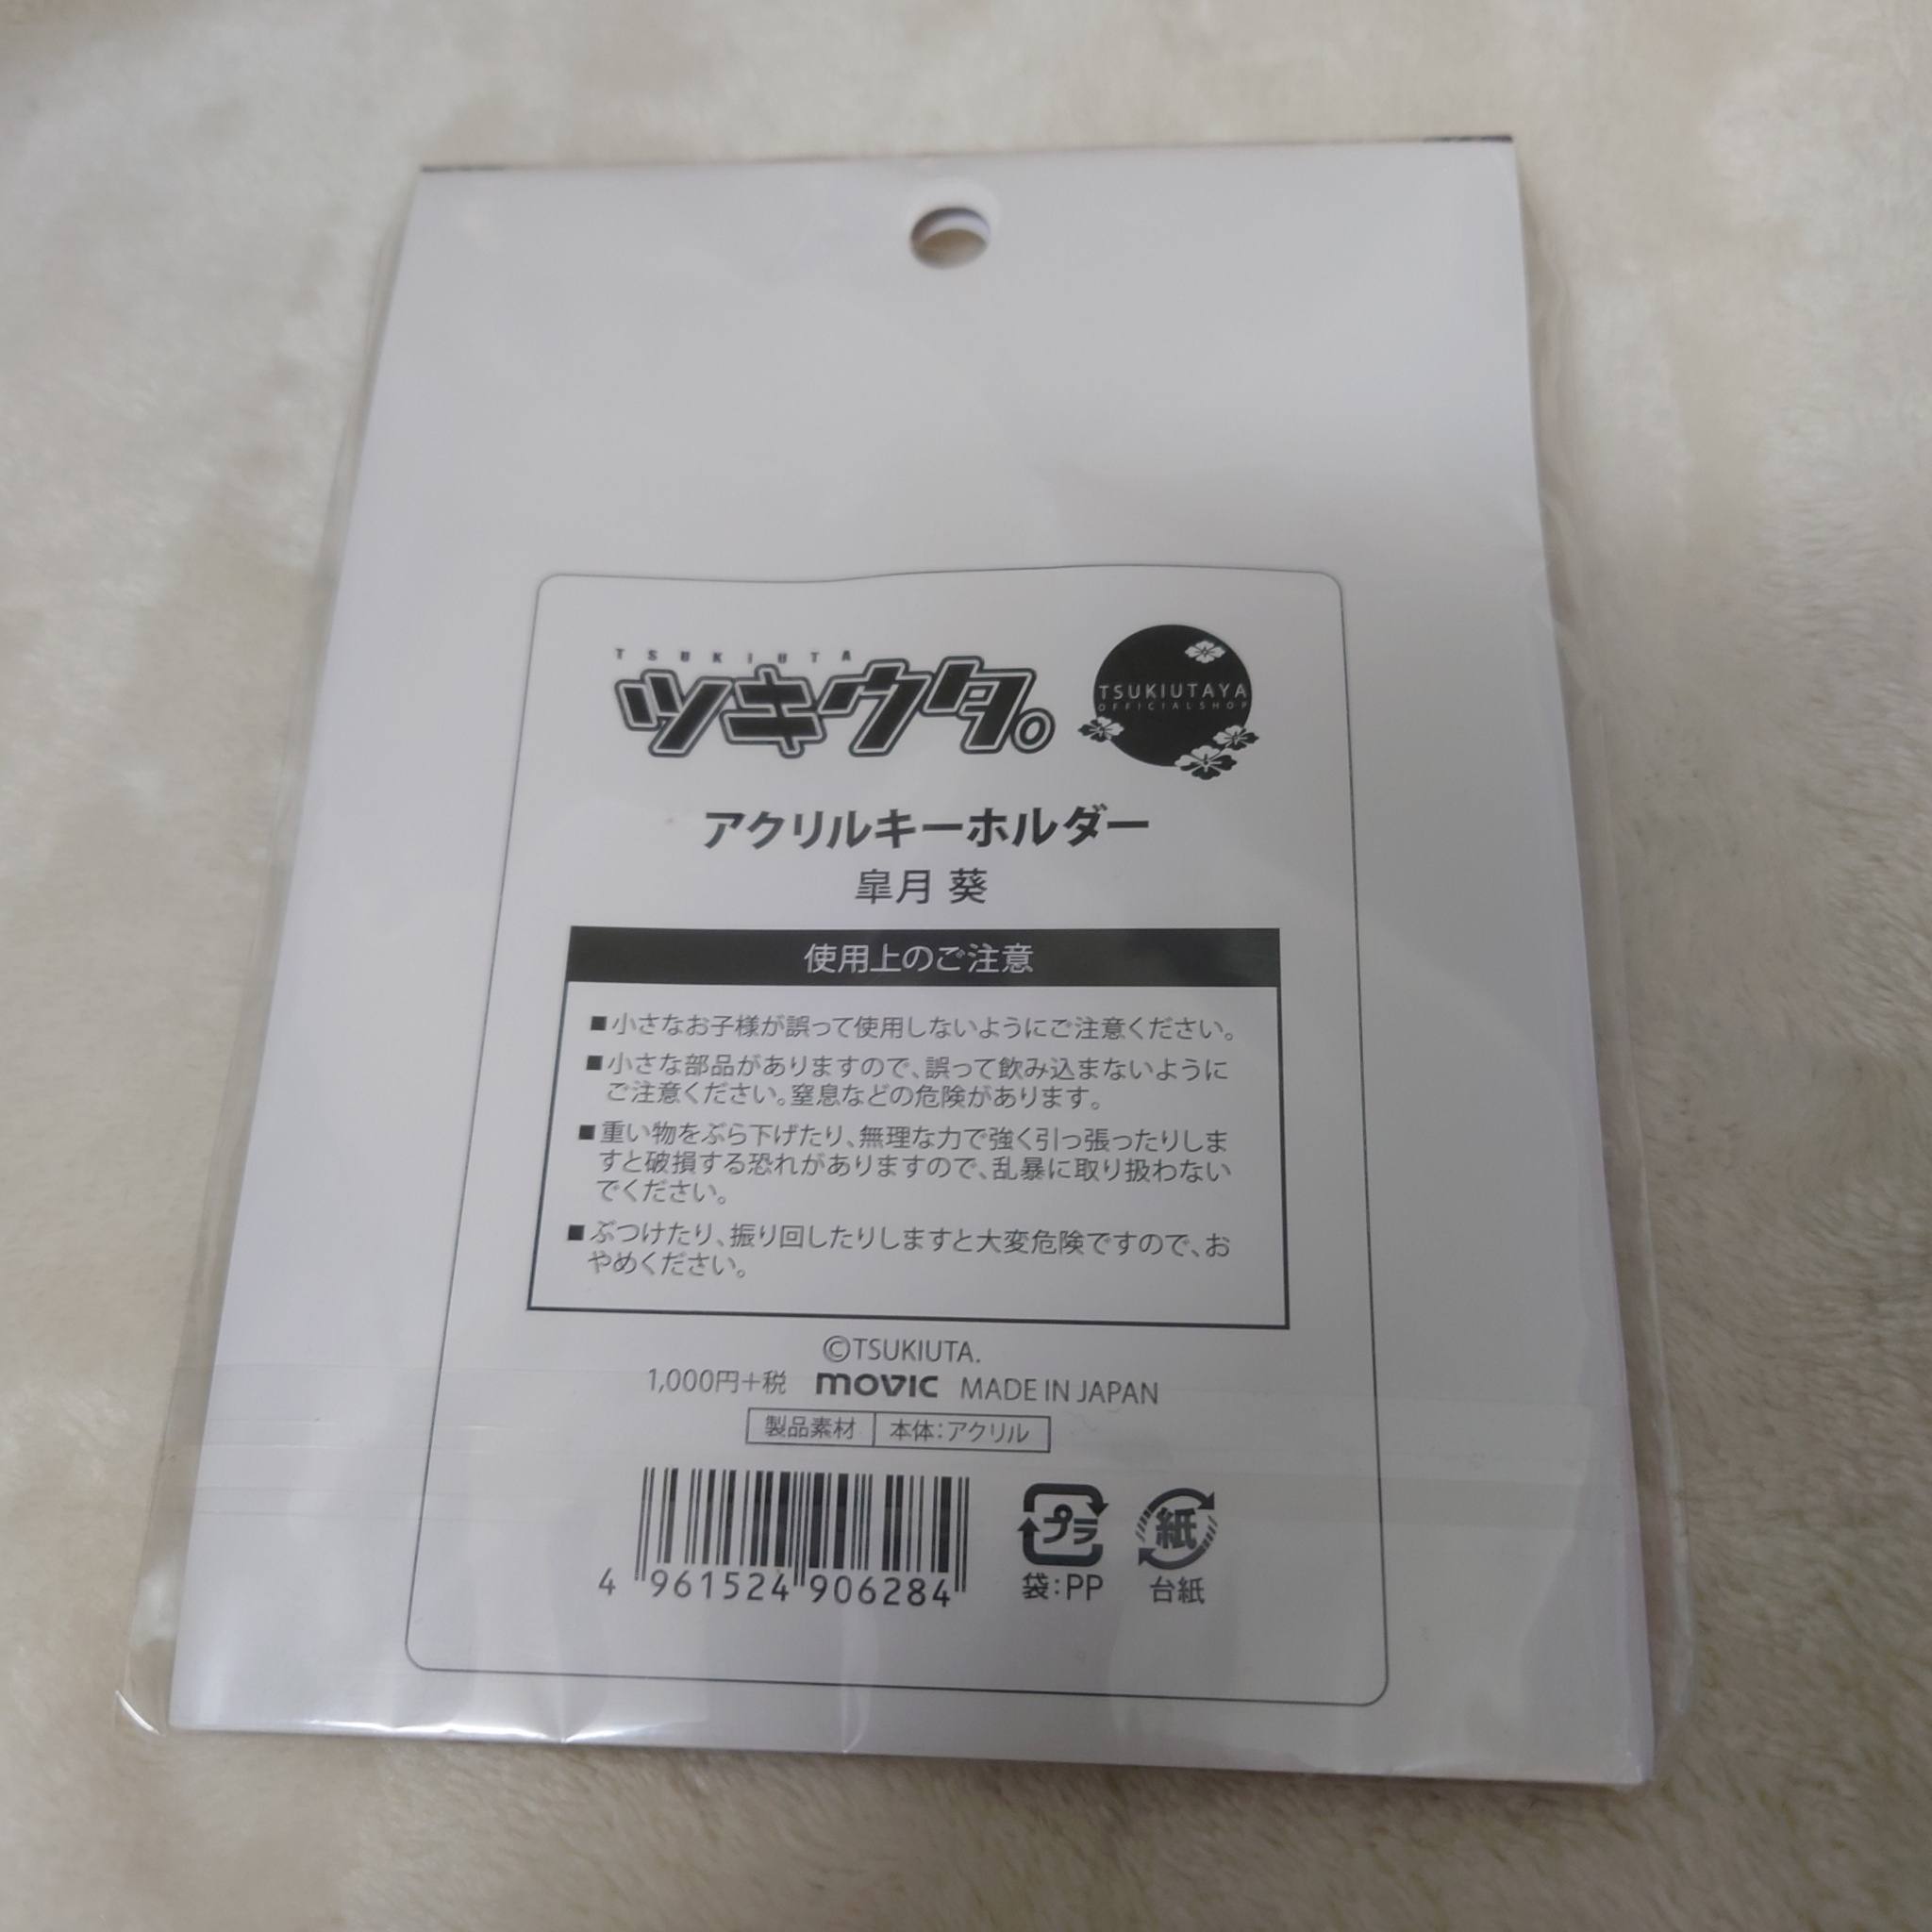 TSUKIUTA
ツキウタ。
TSUKIUTAYA
OFFICIALSHOP
アクリルキーホルダー
皐月 葵
使用上のご注意
■小さなお子様が誤って使用しないようにご注意ください。
■小さな部品がありますので、誤って飲み込まないように
ご注意ください。窒息などの危険があります。
■重い物をぶら下げたり、無理な力で強く引っ張ったりしま
すと破損する恐れがありますので、乱暴に取り扱わない
でください。
■ぶつけたり、振り回したりしますと大変危険ですので、お
やめください。
©TSUKIUTA.
1,000円+税 movic MADE IN JAPAN
製品素材 本体:アクリル
4 961524 906284
プラ
袋:PP
紙
台紙